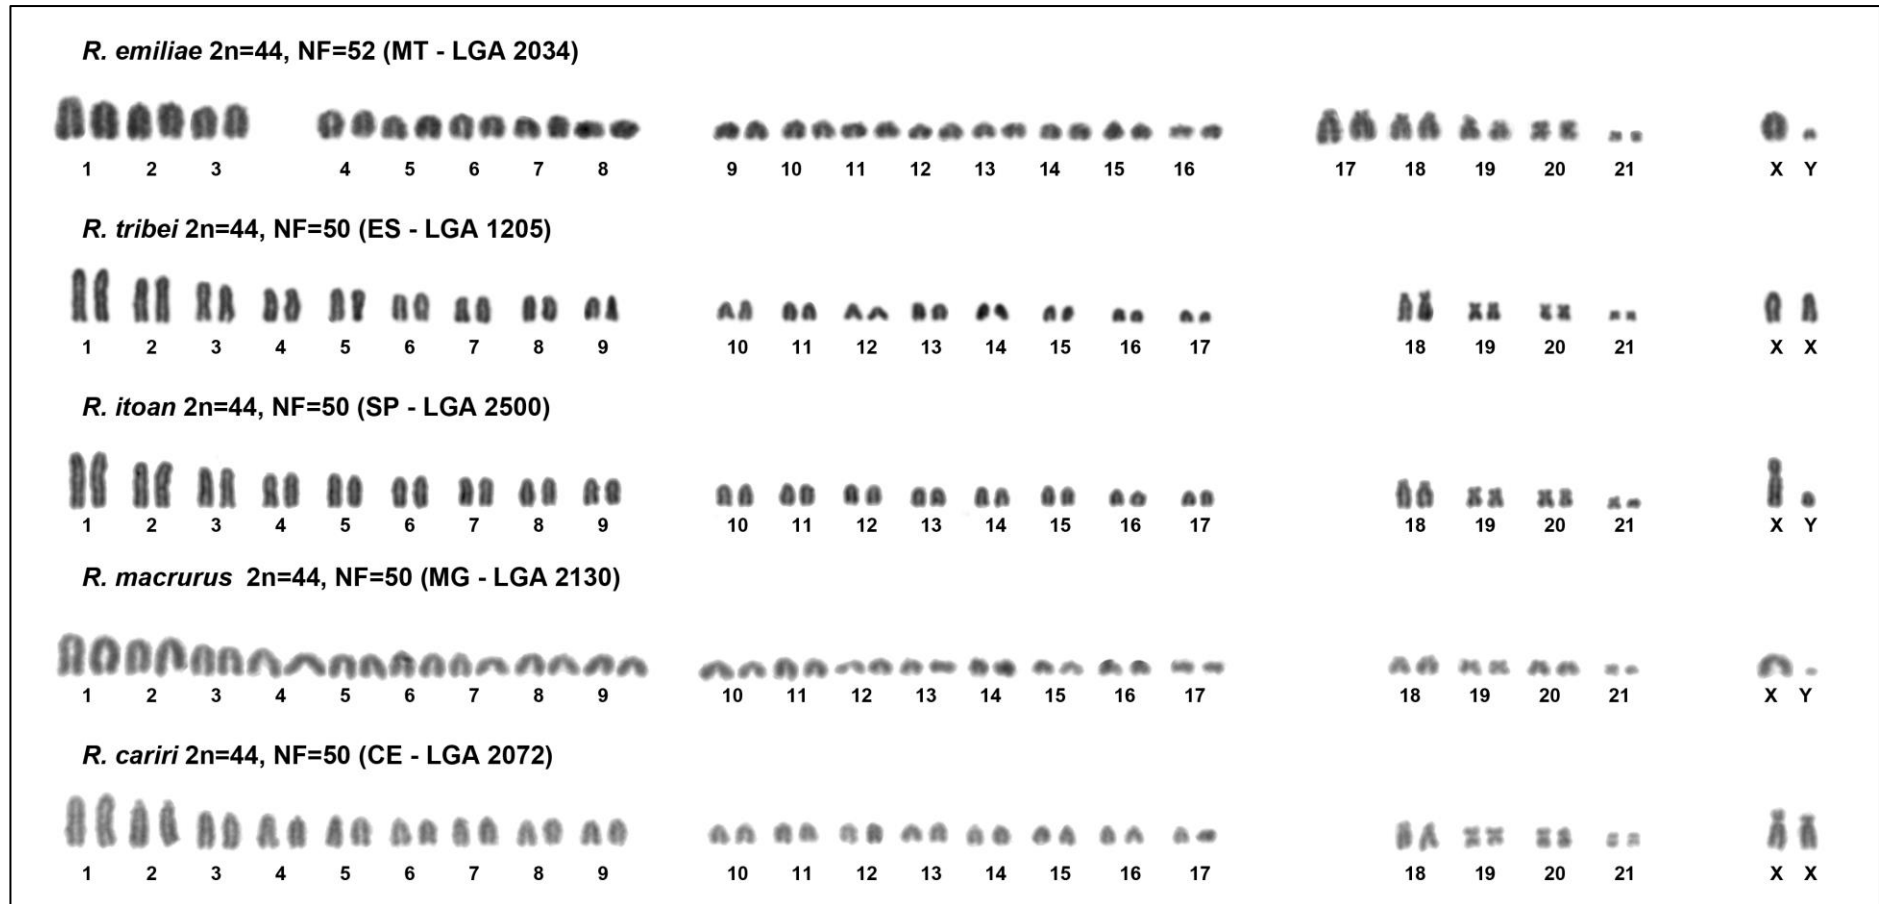 R. emiliae 2n=44, NF=52 (MT - LGA 2034)
1 2 3 4 5 6 7 8 9 10 11 12 13 14 15 16 17 18 19 20 21 X Y
R. tribei 2n=44, NF=50 (ES - LGA 1205)
1 2 3 4 5 6 7 8 9 10 11 12 13 14 15 16 17 18 19 20 21 X X
R. itoan 2n=44, NF=50 (SP - LGA 2500)
1 2 3 4 5 6 7 8 9 10 11 12 13 14 15 16 17 18 19 20 21 X Y
R. macrurus 2n=44, NF=50 (MG - LGA 2130)
1 2 3 4 5 6 7 8 9 10 11 12 13 14 15 16 17 18 19 20 21 X Y
R. cariri 2n=44, NF=50 (CE - LGA 2072)
1 2 3 4 5 6 7 8 9 10 11 12 13 14 15 16 17 18 19 20 21 X X